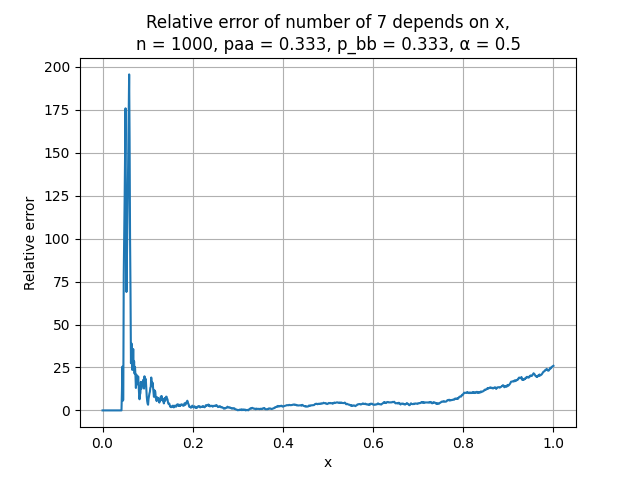 Relative error of number of 7 depends on x,
n = 1000, paa = 0.333, p_bb = 0.333, α = 0.5
200
175
150
125
100
75
50
25
0
Relative error
0.0 0.2 0.4 0.6 0.8 1.0
x